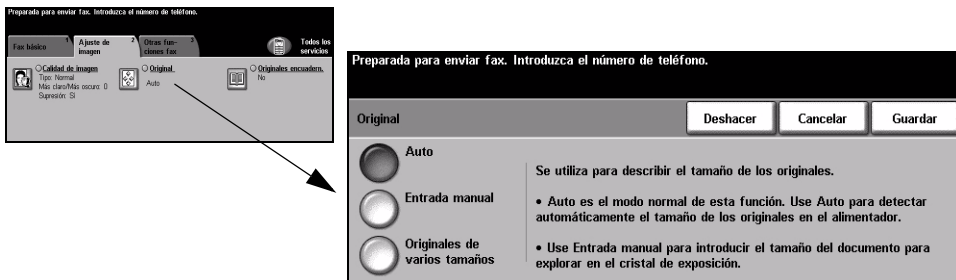 Preparada para enviar fax. Introduzca el número de teléfono.
Fax básico 1
Ajuste de imagen 2
Otras fun-
ciones fax 3
Todos los
servicios
Calidad de imagen
Tipo: Normal
Más claro/Más oscuro: 0
Supresión: Sí
Original
Auto
Originales encuadern.
No
Preparada para enviar fax. Introduzca el número de teléfono.
Original
Deshacer
Cancelar
Guardar
Auto
Entrada manual
Originales de
varios tamaños
Se utiliza para describir el tamaño de los originales.
• Auto es el modo normal de esta función. Use Auto para detectar
automáticamente el tamaño de los originales en el alimentador.
• Use Entrada manual para introducir el tamaño del documento para
explorar en el cristal de exposición.